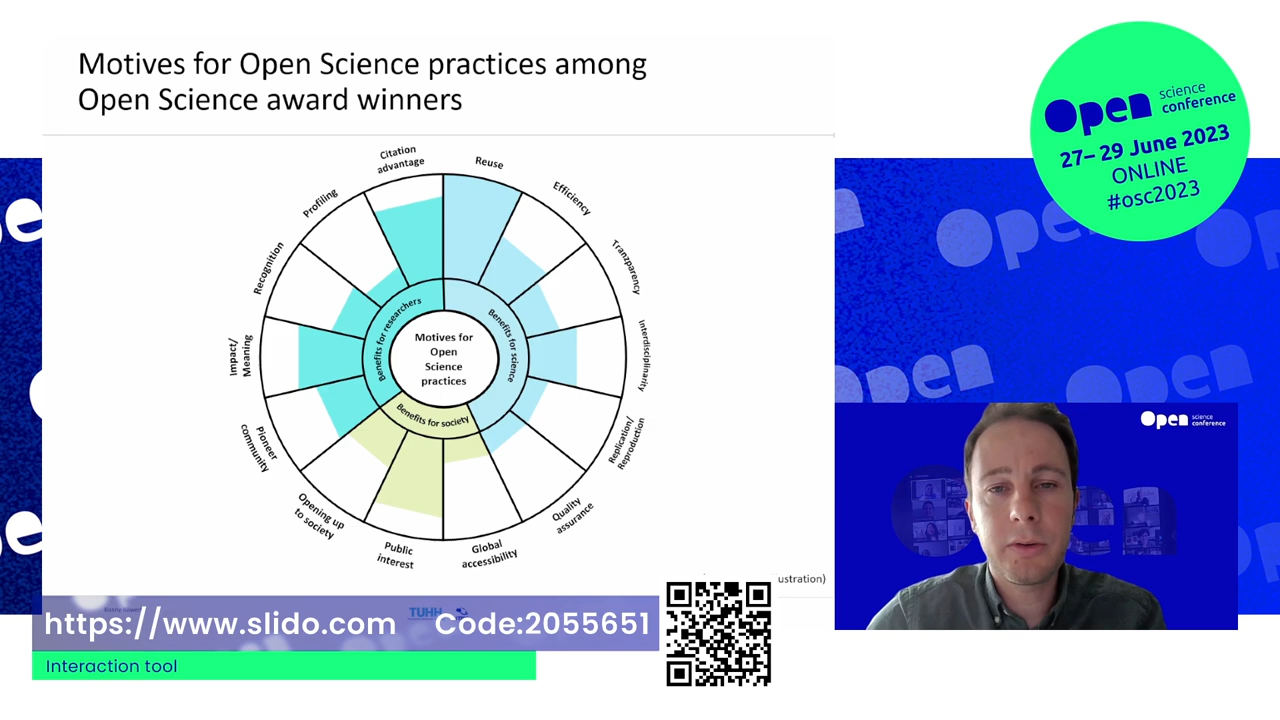 Motives for Open Science practices among
Open Science award winners
Citation
advantage
Reuse
Efficiency
Tranzparency
Interdisciplinarity
Replication/
Reproduction
Quality
assurance
Global
accessibility
Public
interest
Opening up
to society
Pioneer
community
Impact/
Meaning
Recognition
Profiling
Benefits for researchers
Benefits for science
Benefits for society
Motives for
Open
Science
practices
ustration)
TUHH
https://www.slido.com Code:2055651
Interaction tool
Open science
conference
27– 29 June 2023
ONLINE
#osc2023
Open science
conference